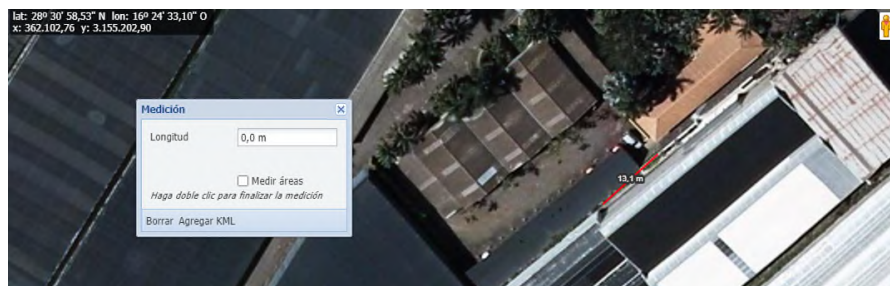 lat: 28º 30' 58,53" N lon: 16º 24' 33,10" O
x: 362.102,76 y: 3.155.202,90
Medición
Longitud 0,0 m
Medir áreas
Haga doble clic para finalizar la medición
Borrar Agregar KML
13,1 m